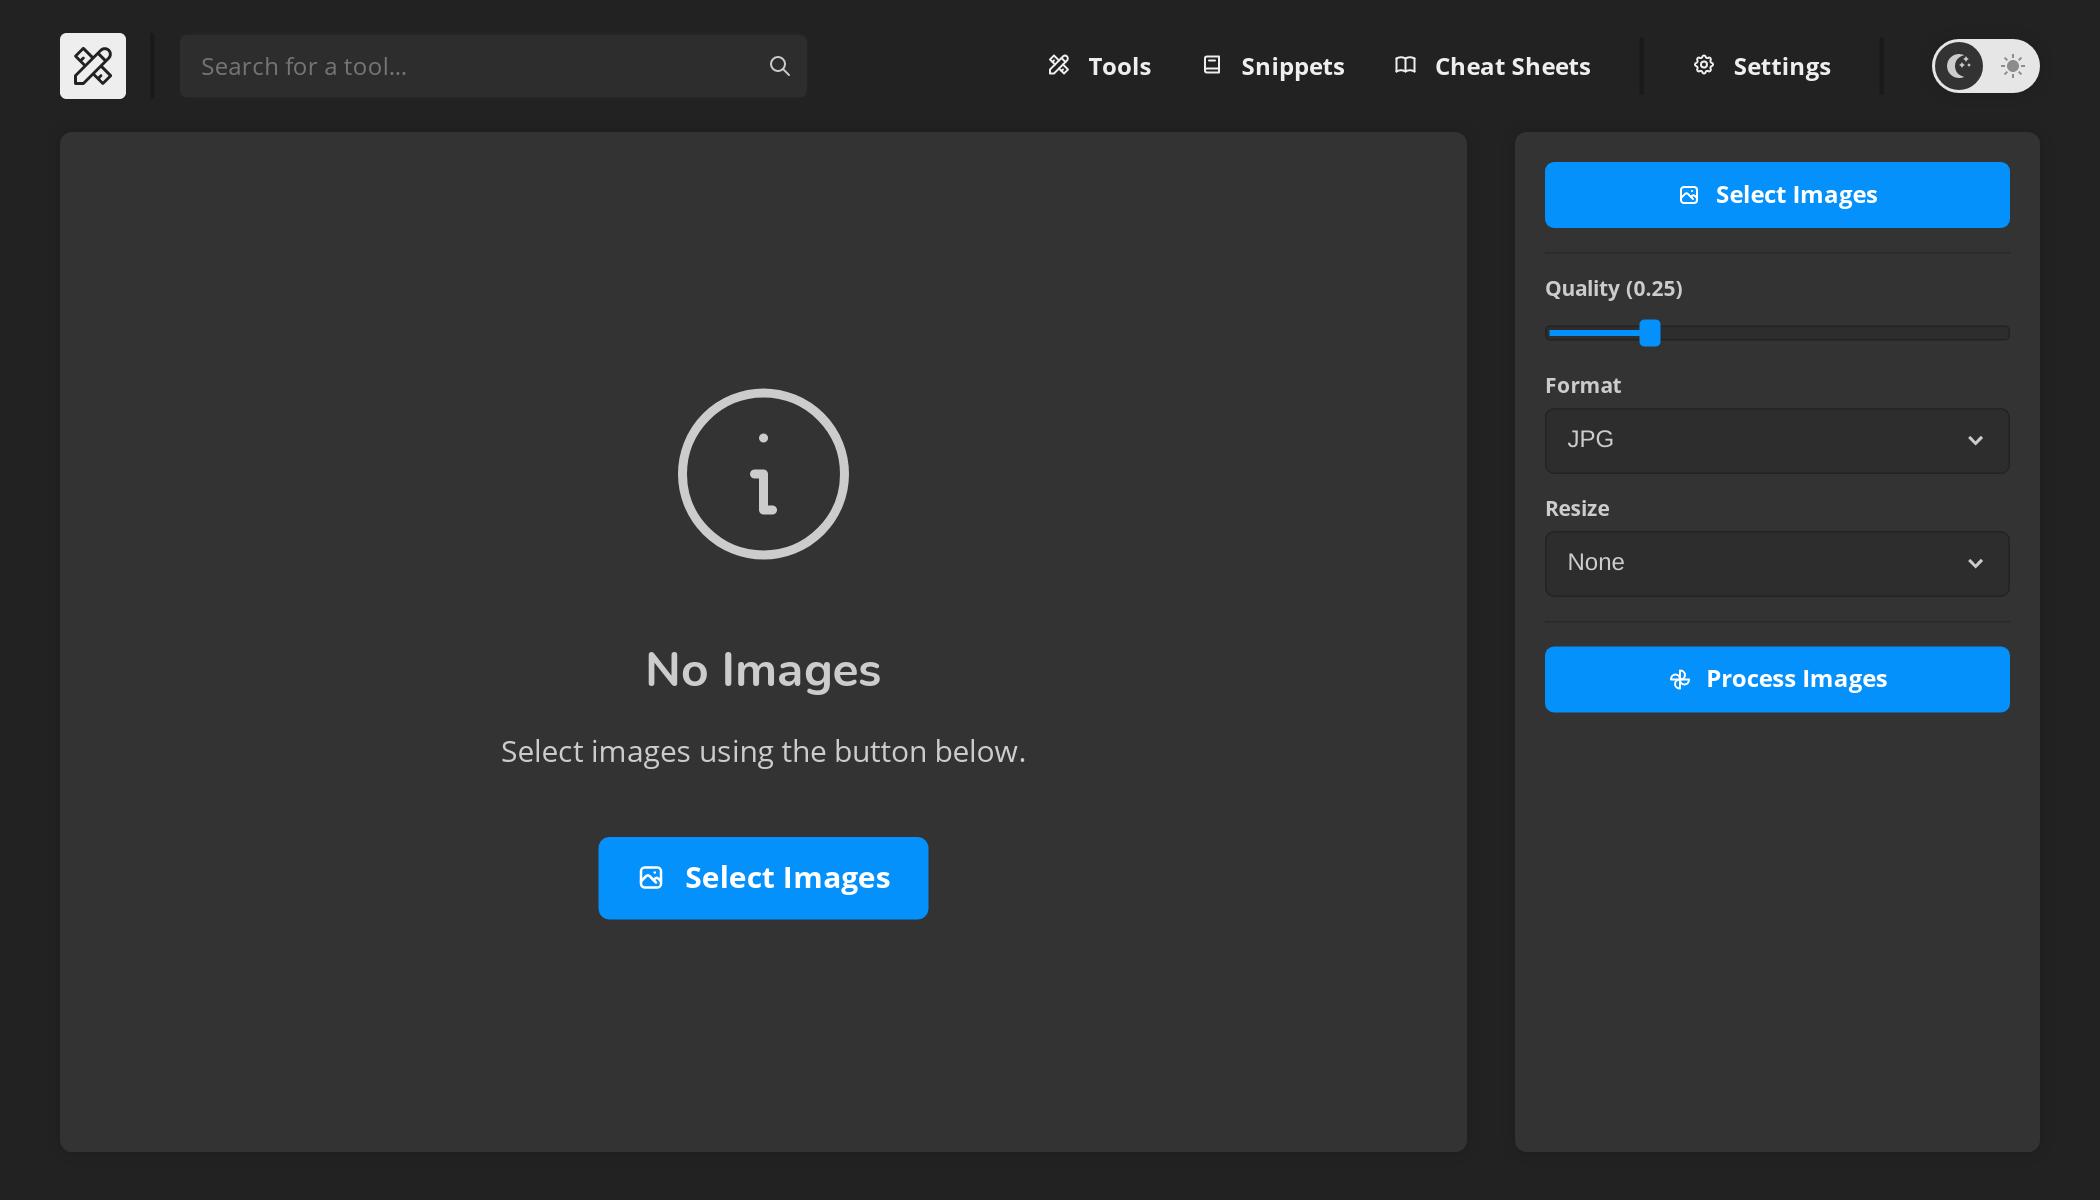 Search for a tool...
Tools
Snippets
Cheat Sheets
Settings
No Images
Select images using the button below.
Select Images
Select Images
Quality (0.25)
Format
JPG
Resize
None
Process Images